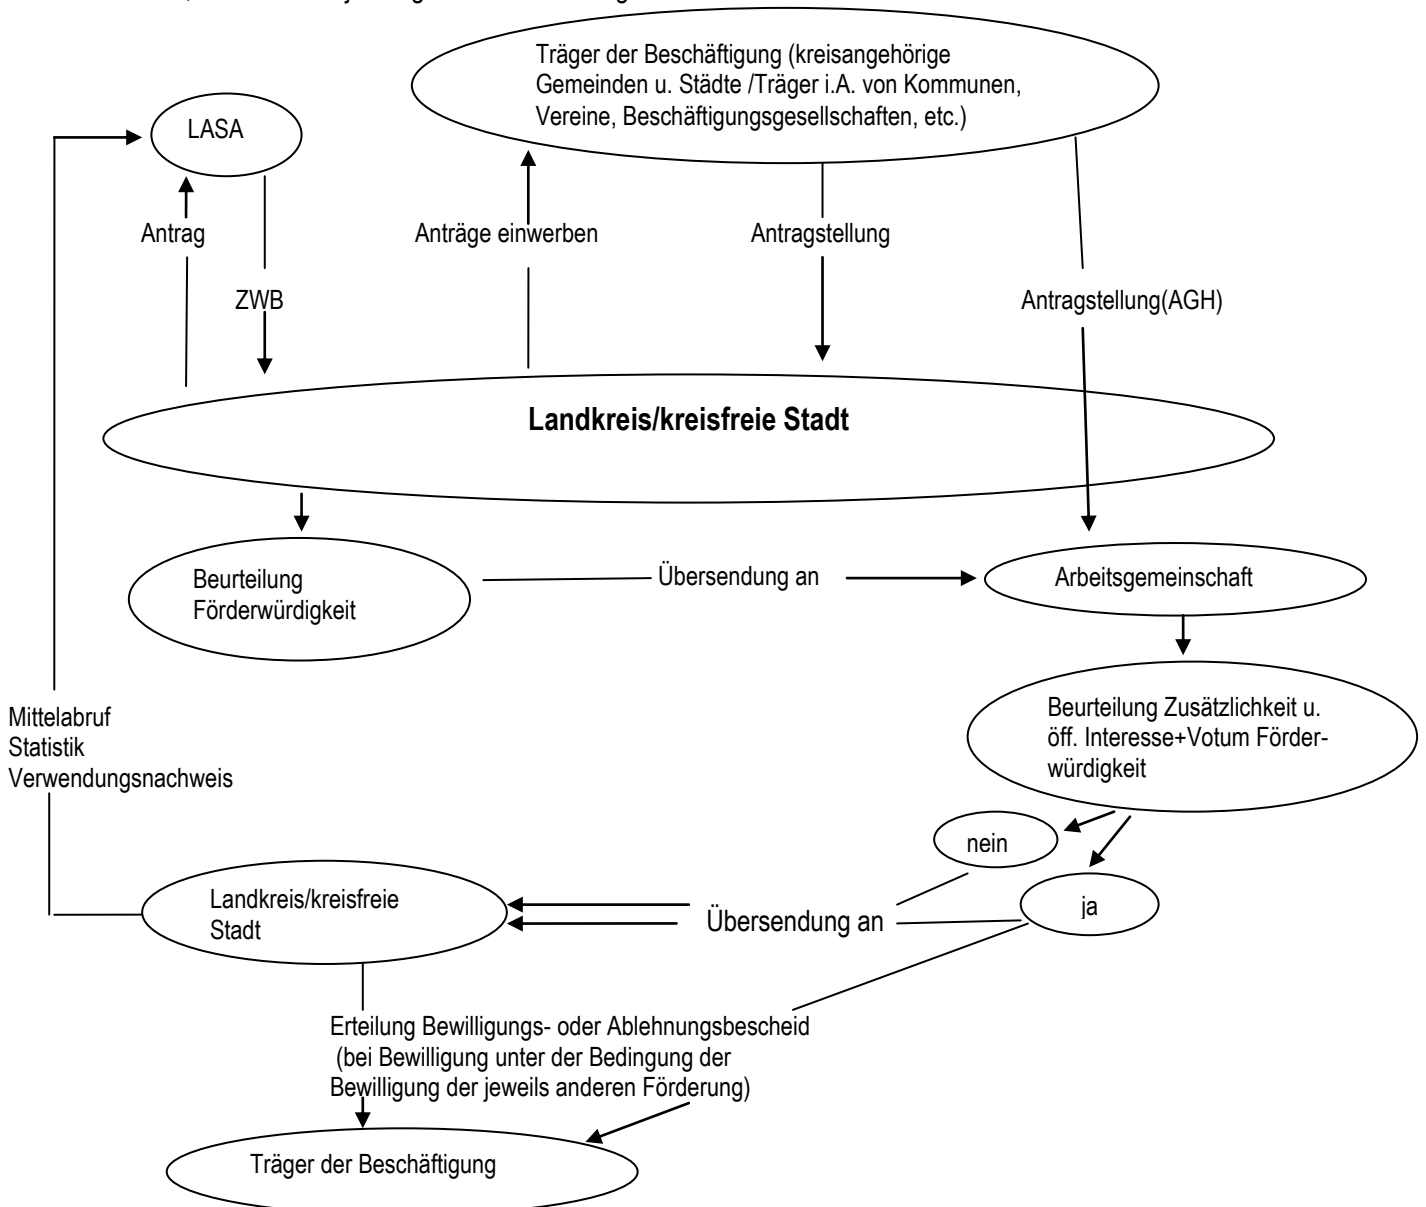 Träger der Beschäftigung (kreisangehörige
Gemeinden u. Städte /Träger i.A. von Kommunen,
Vereine, Beschäftigungsgesellschaften, etc.)
LASA
Antrag
Anträge einwerben
Antragstellung
ZWB
Antragstellung(AGH)
Landkreis/kreisfreie Stadt
Beurteilung
Förderwürdigkeit
Übersendung an
Arbeitsgemeinschaft
Mittelabruf
Statistik
Verwendungsnachweis
Beurteilung Zusätzlichkeit u.
öff. Interesse+Votum Förder-
würdigkeit
nein
ja
Landkreis/kreisfreie
Stadt
Übersendung an
Erteilung Bewilligungs- oder Ablehnungsbescheid
(bei Bewilligung unter der Bedingung der
Bewilligung der jeweils anderen Förderung)
Träger der Beschäftigung